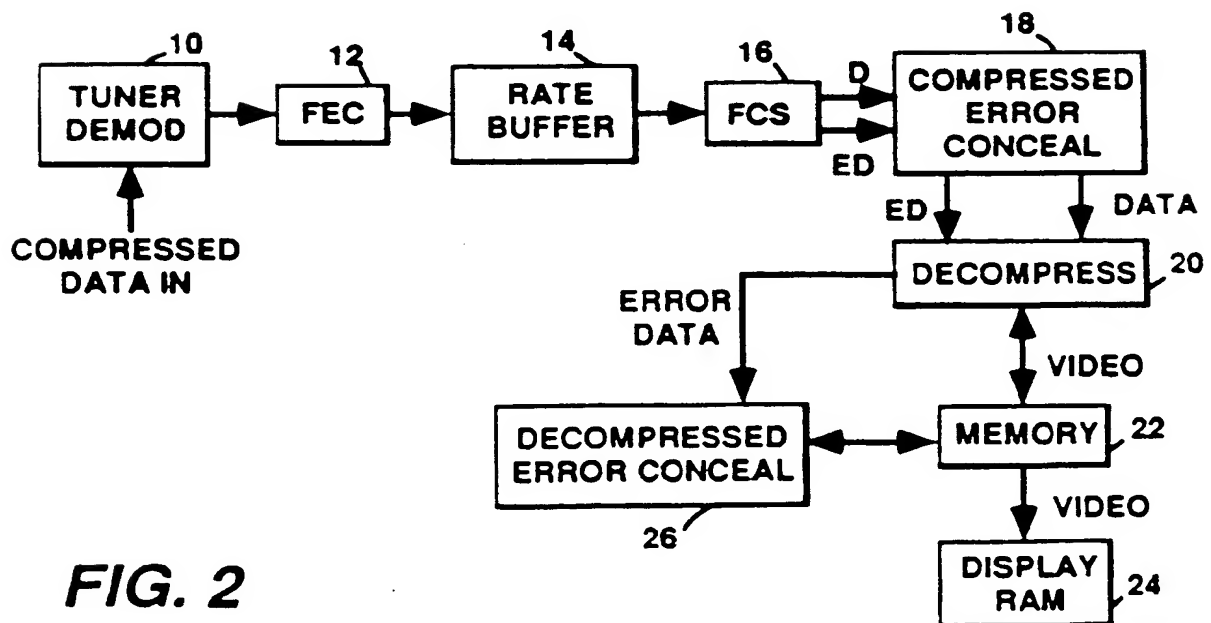 10
TUNER
DEMOD
12
FEC
14
RATE
BUFFER
16
FCS
D
ED
18
COMPRESSED
ERROR
CONCEAL
COMPRESSED
DATA IN
ED
DATA
DECOMPRESS
20
ERROR
DATA
VIDEO
DECOMPRESSED
ERROR CONCEAL
26
MEMORY
22
VIDEO
DISPLAY
RAM
24
FIG. 2